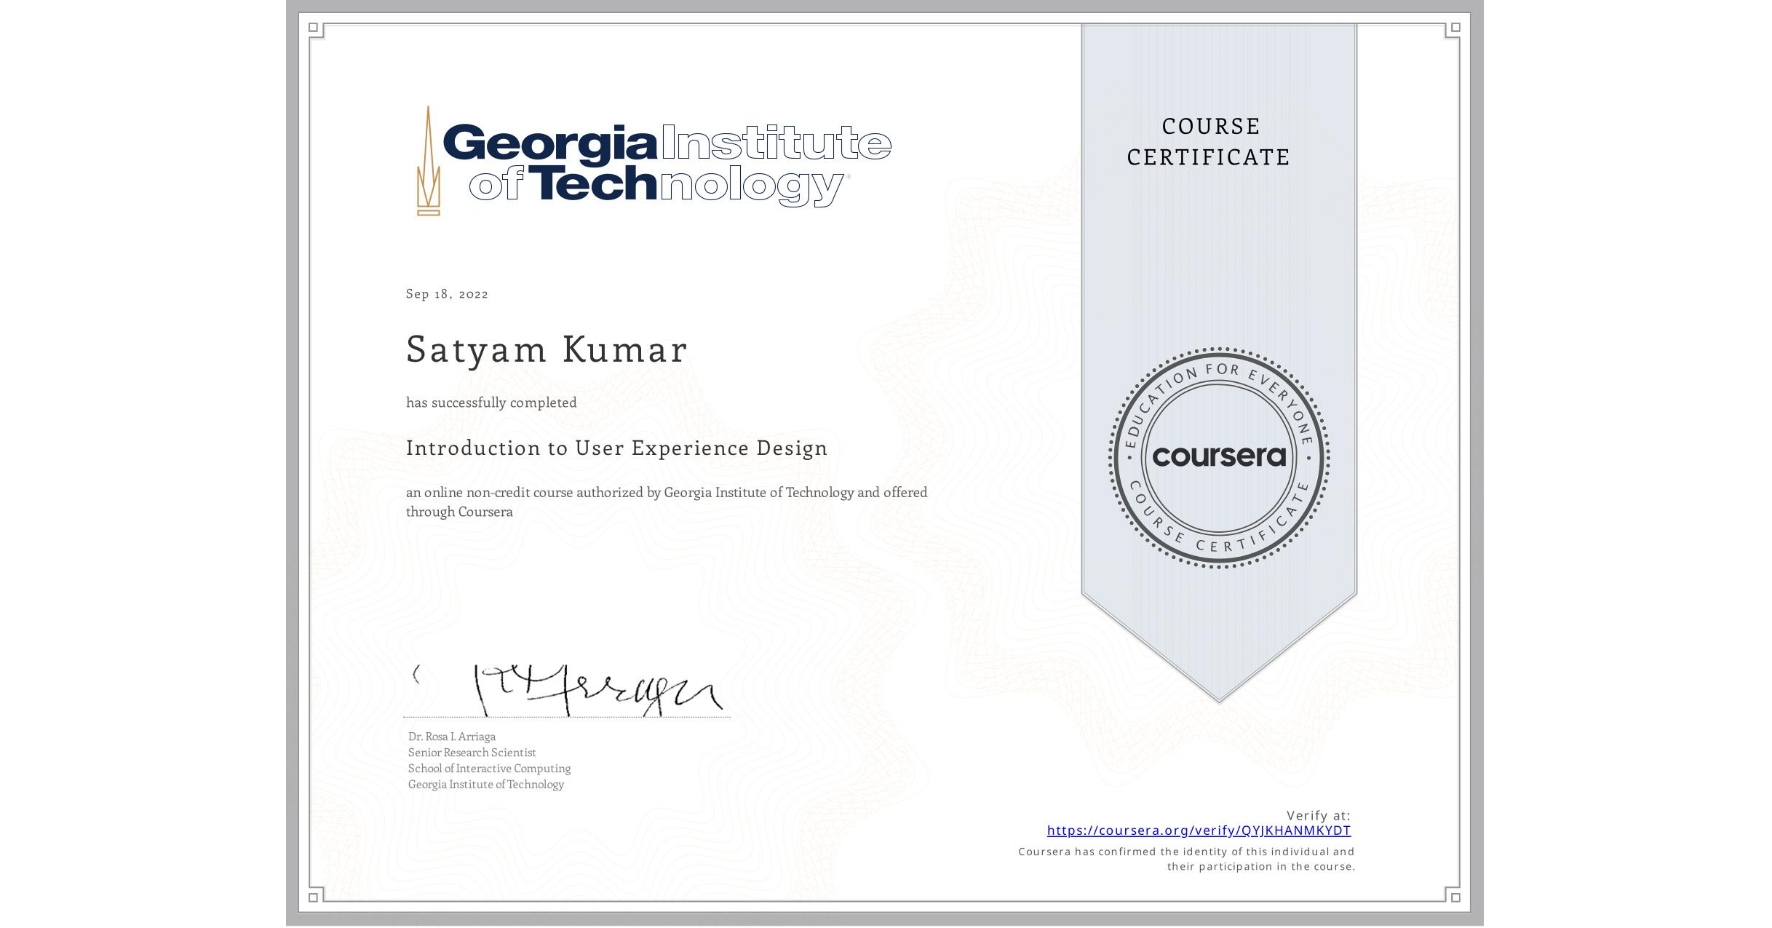 Georgia Institute
of Technology
COURSE
CERTIFICATE
Sep 18, 2022
Satyam Kumar
has successfully completed
Introduction to User Experience Design
an online non-credit course authorized by Georgia Institute of Technology and offered
through Coursera
EDUCATION FOR EVERYONE
coursera
COURSE CERTIFICATE
Dr. Rosa I. Arriaga
Senior Research Scientist
School of Interactive Computing
Georgia Institute of Technology
Verify at:
https://coursera.org/verify/QYJKHANMKYDT
Coursera has confirmed the identity of this individual and
their participation in the course.